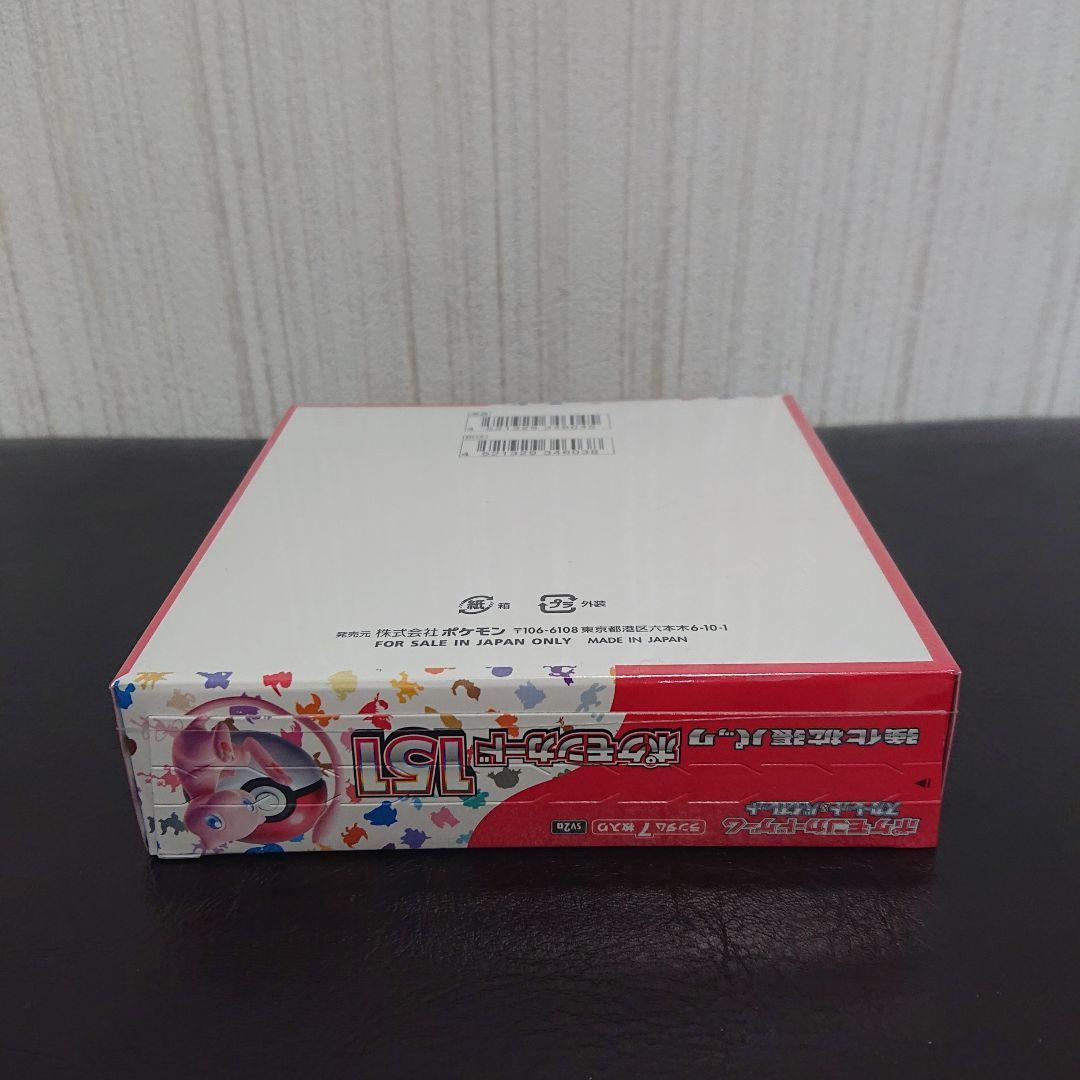 4 521329 346038
紙 箱
プラ 外装
発売元 株式会社 ポケモン 〒106-6108 東京都港区六本木6-10-1
FOR SALE IN JAPAN ONLY MADE IN JAPAN
ポケモンカードゲーム
スカーレット&バイオレット
強化拡張パック
ポケモンカード151
sv2a
ランダム7枚入り